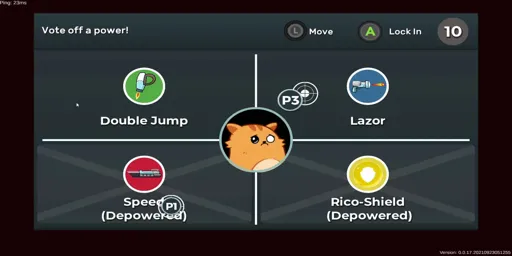 Ping: 23ms
Vote off a power!
L
Move
A
Lock In
10
P3
Double Jump
Lazor
Speed
P1
(Depowered)
Rico-Shield
(Depowered)